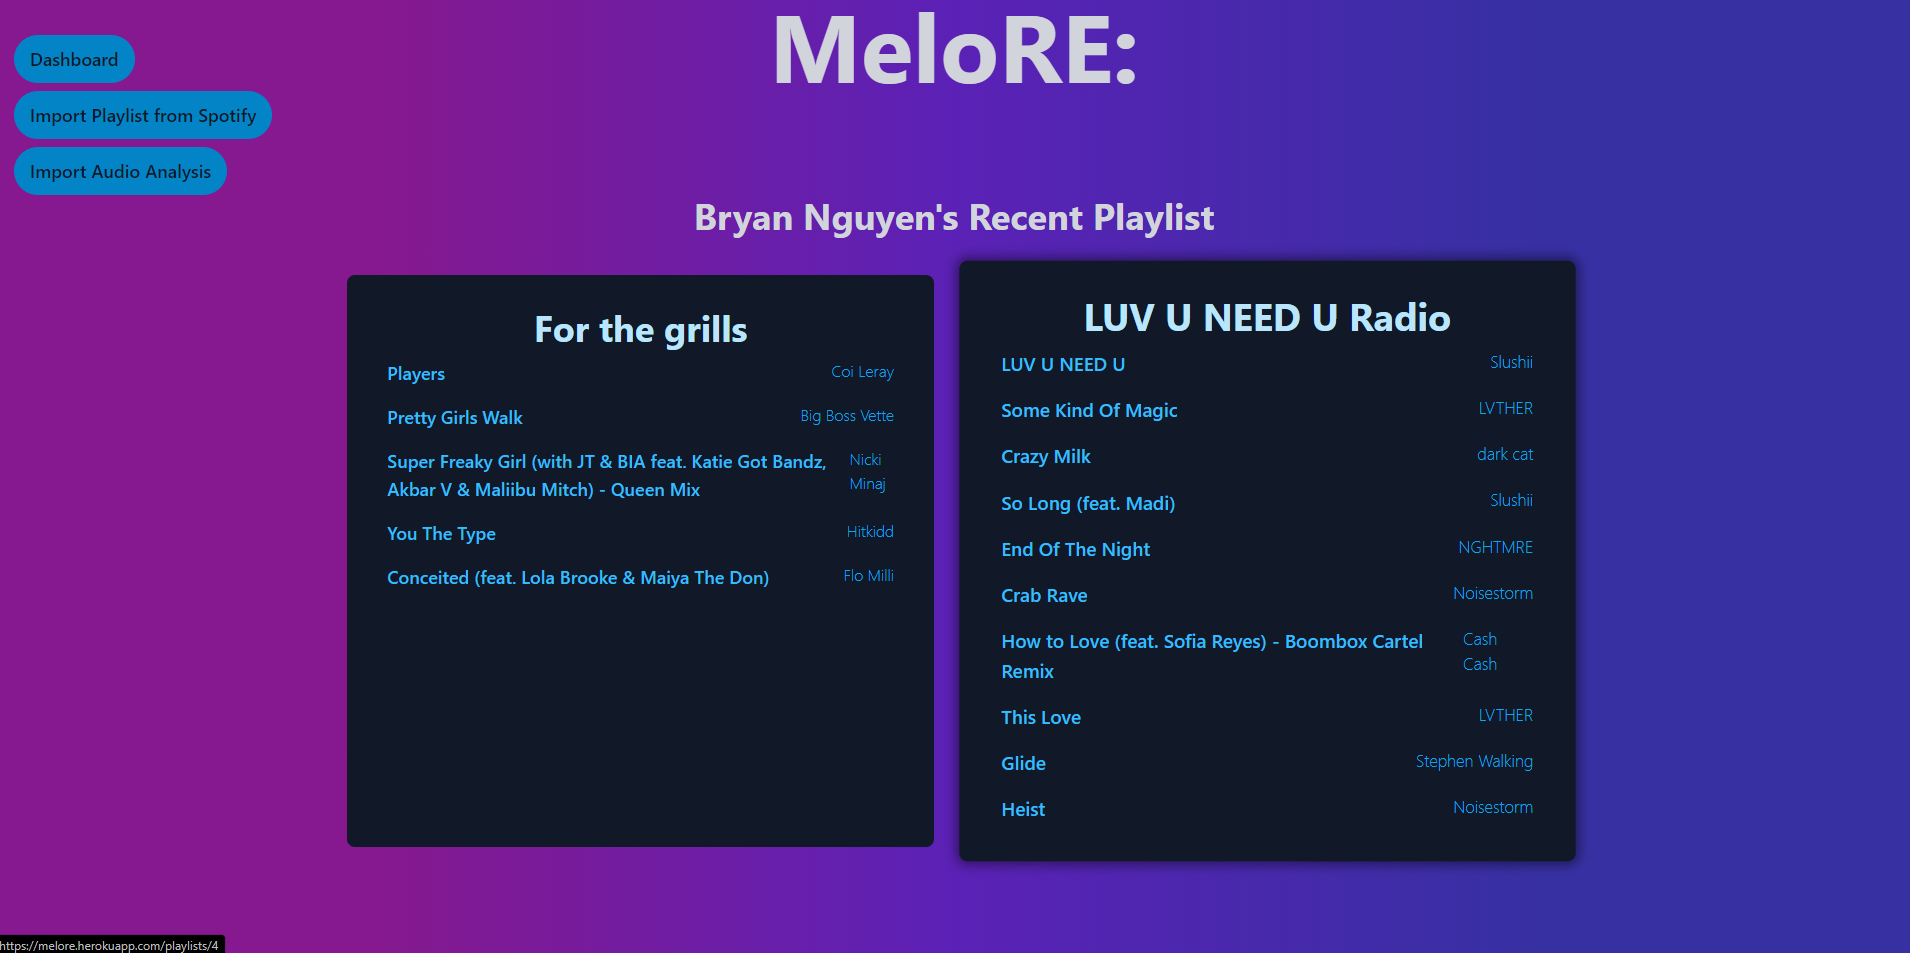 MeloRE:
Dashboard
Import Playlist from Spotify
Import Audio Analysis
Bryan Nguyen's Recent Playlist
For the grills
Players Coi Leray
Pretty Girls Walk Big Boss Vette
Super Freaky Girl (with JT & BIA feat. Katie Got Bandz, Nicki
Akbar V & Maliibu Mitch) - Queen Mix Minaj
You The Type Hitkidd
Conceited (feat. Lola Brooke & Maiya The Don) Flo Milli
LUV U NEED U Radio
LUV U NEED U Slushii
Some Kind Of Magic LVTHER
Crazy Milk dark cat
So Long (feat. Madi) Slushii
End Of The Night NGHTMRE
Crab Rave Noisestorm
How to Love (feat. Sofia Reyes) - Boombox Cartel Cash
Remix Cash
This Love LVTHER
Glide Stephen Walking
Heist Noisestorm
https://melore.herokuapp.com/playlists/4